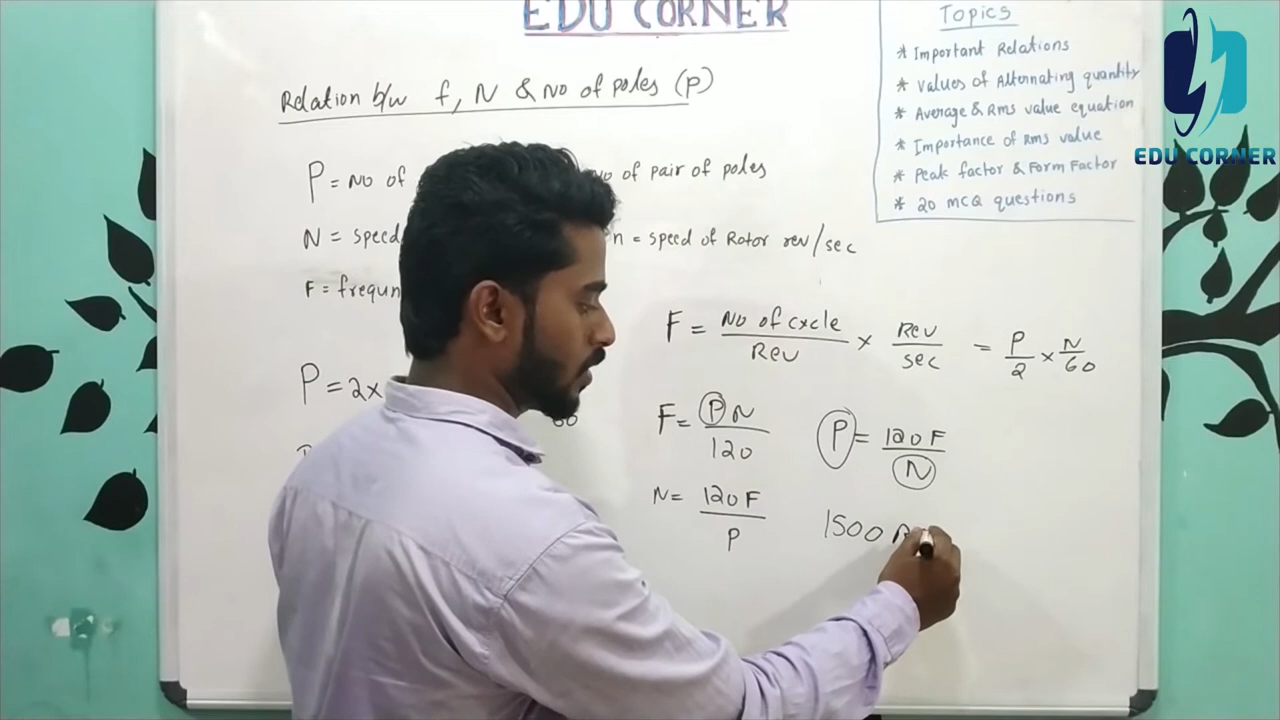 EDU CORNER
Relation b/w f, N & No of poles (P)
P = No of
no of pair of poles
N = speed
n = speed of Rotor rev/sec
F = frequn
P = 2x
60
F = No of cxcle / Rev × Rev / sec = P / 2 × N / 60
F = P N / 120
P = 120 F / N
N = 120 F / P
1500
Topics
* Important Relations
* Values of Alternating quantity
* Average & Rms value equation
* Importance of rms value
* Peak factor & Form Factor
* 20 MCQ questions
EDU CORNER